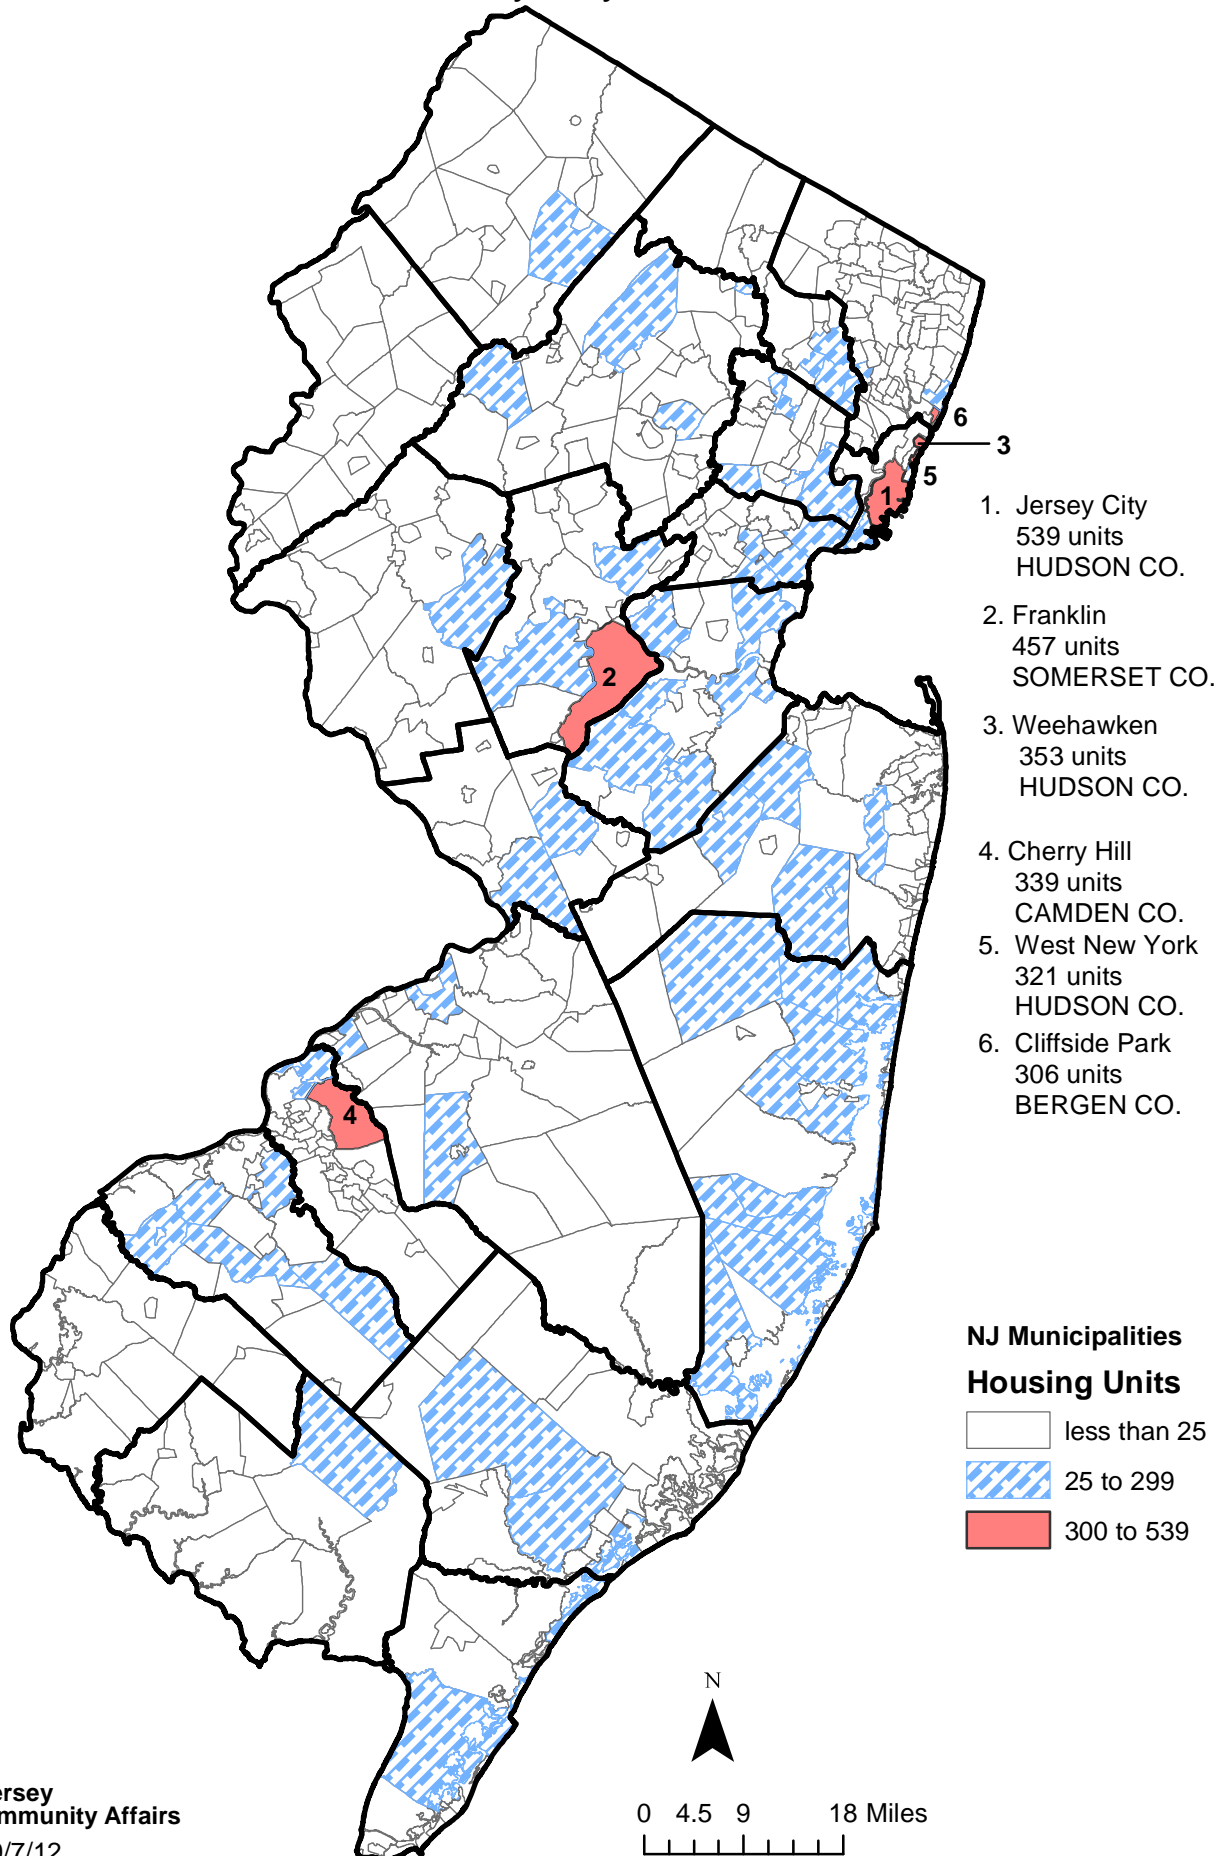 6
3
5
1
2
4
1. Jersey City
539 units
HUDSON CO.
2. Franklin
457 units
SOMERSET CO.
3. Weehawken
353 units
HUDSON CO.
4. Cherry Hill
339 units
CAMDEN CO.
5. West New York
321 units
HUDSON CO.
6. Cliffside Park
306 units
BERGEN CO.
NJ Municipalities
Housing Units
less than 25
25 to 299
300 to 539
N
0 4.5 9 18 Miles
Affairs
/7/12